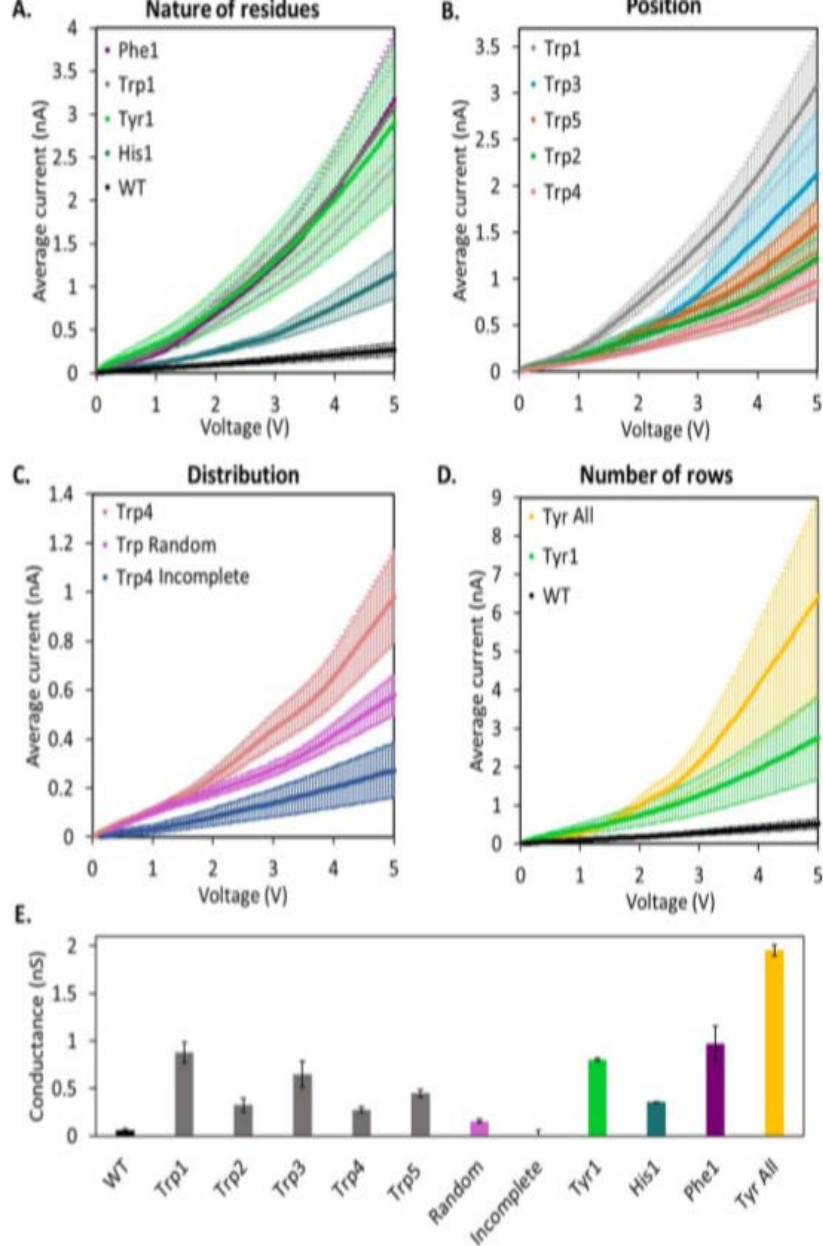 A. Nature of residues
B. Position
Average current (nA)
4
3.5
3
2.5
2
1.5
1
0.5
0
Phe1
Trp1
Tyr1
His1
WT
0 1 2 3 4 5
Voltage (V)
Average current (nA)
3.5
3
2.5
2
1.5
1
0.5
0
Trp1
Trp3
Trp5
Trp2
Trp4
0 1 2 3 4 5
Voltage (V)
C. Distribution
D. Number of rows
Average current (nA)
1.4
1.2
1
0.8
0.6
0.4
0.2
0
Trp4
Trp Random
Trp4 Incomplete
0 1 2 3 4 5
Voltage (V)
Average current (nA)
9
8
7
6
5
4
3
2
1
0
Tyr All
Tyr1
WT
0 1 2 3 4 5
Voltage (V)
E.
Conductance (nS)
2
1.5
1
0.5
0
WT
Trp1
Trp2
Trp3
Trp4
Trp5
Random
Incomplete
Tyr1
His1
Phe1
Tyr All